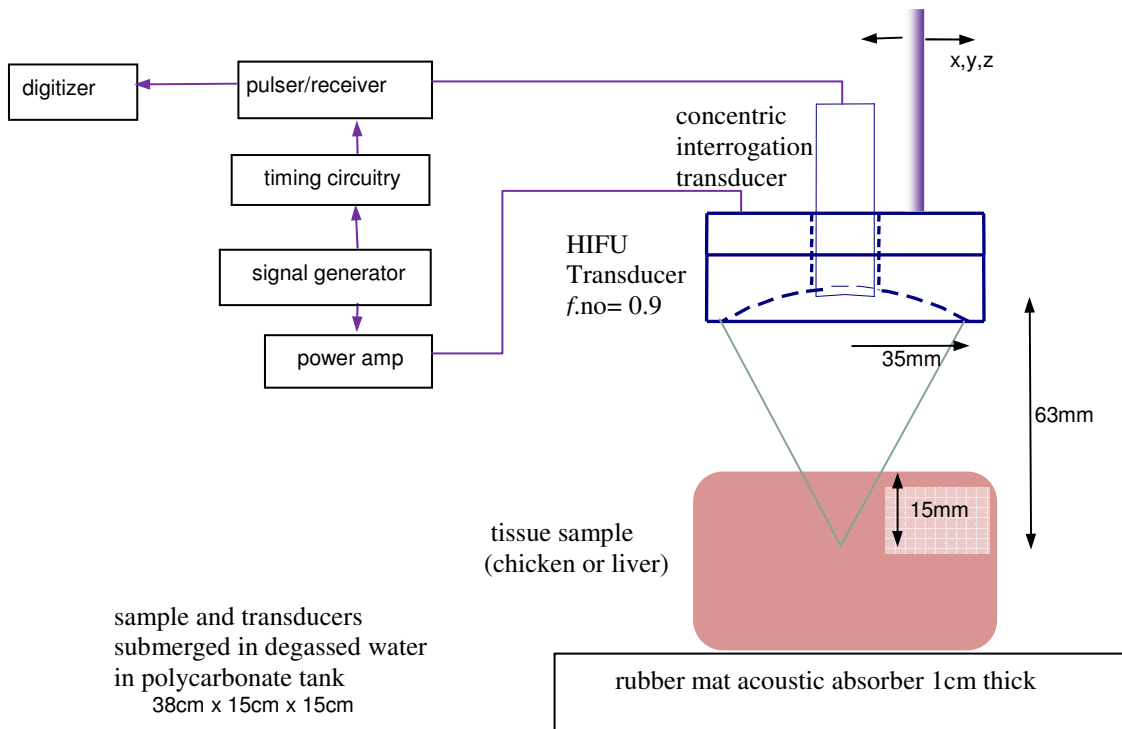 digitizer
pulser/receiver
timing circuitry
signal generator
power amp
x,y,z
concentric
interrogation
transducer
HIFU
Transducer
f.no= 0.9
35mm
63mm
15mm
tissue sample
(chicken or liver)
sample and transducers
submerged in degassed water
in polycarbonate tank
38cm x 15cm x 15cm
rubber mat acoustic absorber 1cm thick